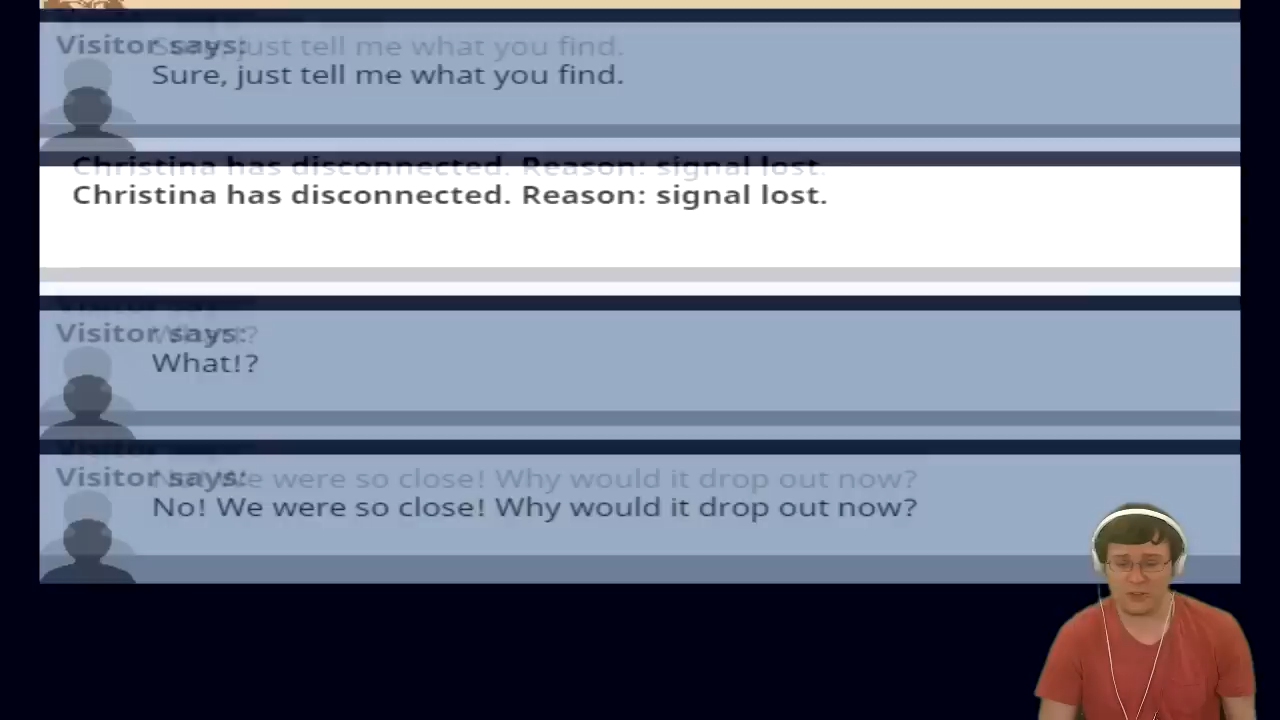 Visitor says:
Sure, just tell me what you find.
Christina has disconnected. Reason: signal lost.
Visitor says:
What!?
Visitor says:
No! We were so close! Why would it drop out now?